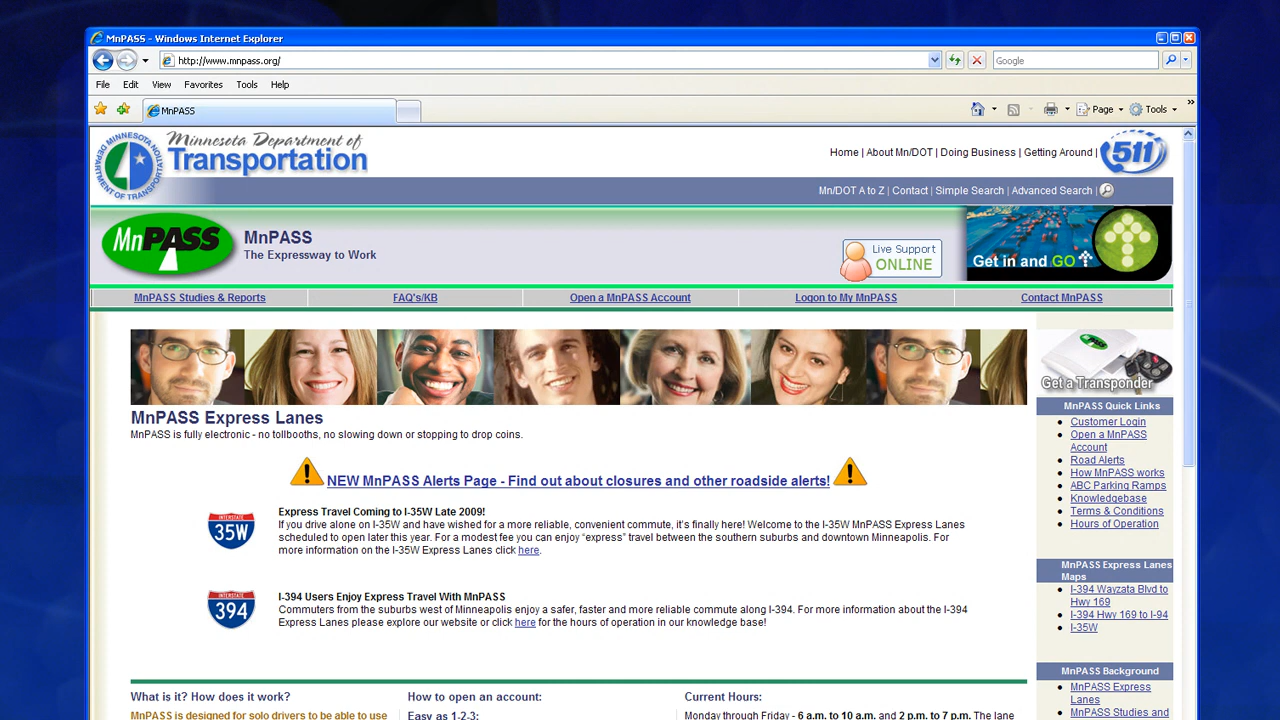 MnPASS - Windows Internet Explorer
http://www.mnpass.org/
Google
File Edit View Favorites Tools Help
MnPASS
Page Tools »
DEPARTMENT OF TRANSPORTATION MINNESOTA
Minnesota Department of
Transportation
Home | About Mn/DOT | Doing Business | Getting Around |
511
Mn/DOT A to Z | Contact | Simple Search | Advanced Search |
MnPASS
MnPASS
The Expressway to Work
Live Support
ONLINE
Get in and GO
MnPASS Studies & Reports FAQ's/KB Open a MnPASS Account Logon to My MnPASS Contact MnPASS
MnPASS Express Lanes
MnPASS is fully electronic - no tollbooths, no slowing down or stopping to drop coins.
NEW MnPASS Alerts Page - Find out about closures and other roadside alerts!
INTERSTATE
35W
Express Travel Coming to I-35W Late 2009!
If you drive alone on I-35W and have wished for a more reliable, convenient commute, it's finally here! Welcome to the I-35W MnPASS Express Lanes
scheduled to open later this year. For a modest fee you can enjoy “express” travel between the southern suburbs and downtown Minneapolis. For
more information on the I-35W Express Lanes click here.
INTERSTATE
394
I-394 Users Enjoy Express Travel With MnPASS
Commuters from the suburbs west of Minneapolis enjoy a safer, faster and more reliable commute along I-394. For more information about the I-394
Express Lanes please explore our website or click here for the hours of operation in our knowledge base!
What is it? How does it work?
MnPASS is designed for solo drivers to be able to use
How to open an account:
Easy as 1-2-3:
Current Hours:
Monday through Friday - 6 a.m. to 10 a.m. and 2 p.m. to 7 p.m. The lane
Get a Transponder
MnPASS Quick Links
Customer Login
Open a MnPASS
Account
Road Alerts
How MnPASS works
ABC Parking Ramps
Knowledgebase
Terms & Conditions
Hours of Operation
MnPASS Express Lanes
Maps
I-394 Wayzata Blvd to
Hwy 169
I-394 Hwy 169 to I-94
I-35W
MnPASS Background
MnPASS Express
Lanes
MnPASS Studies and